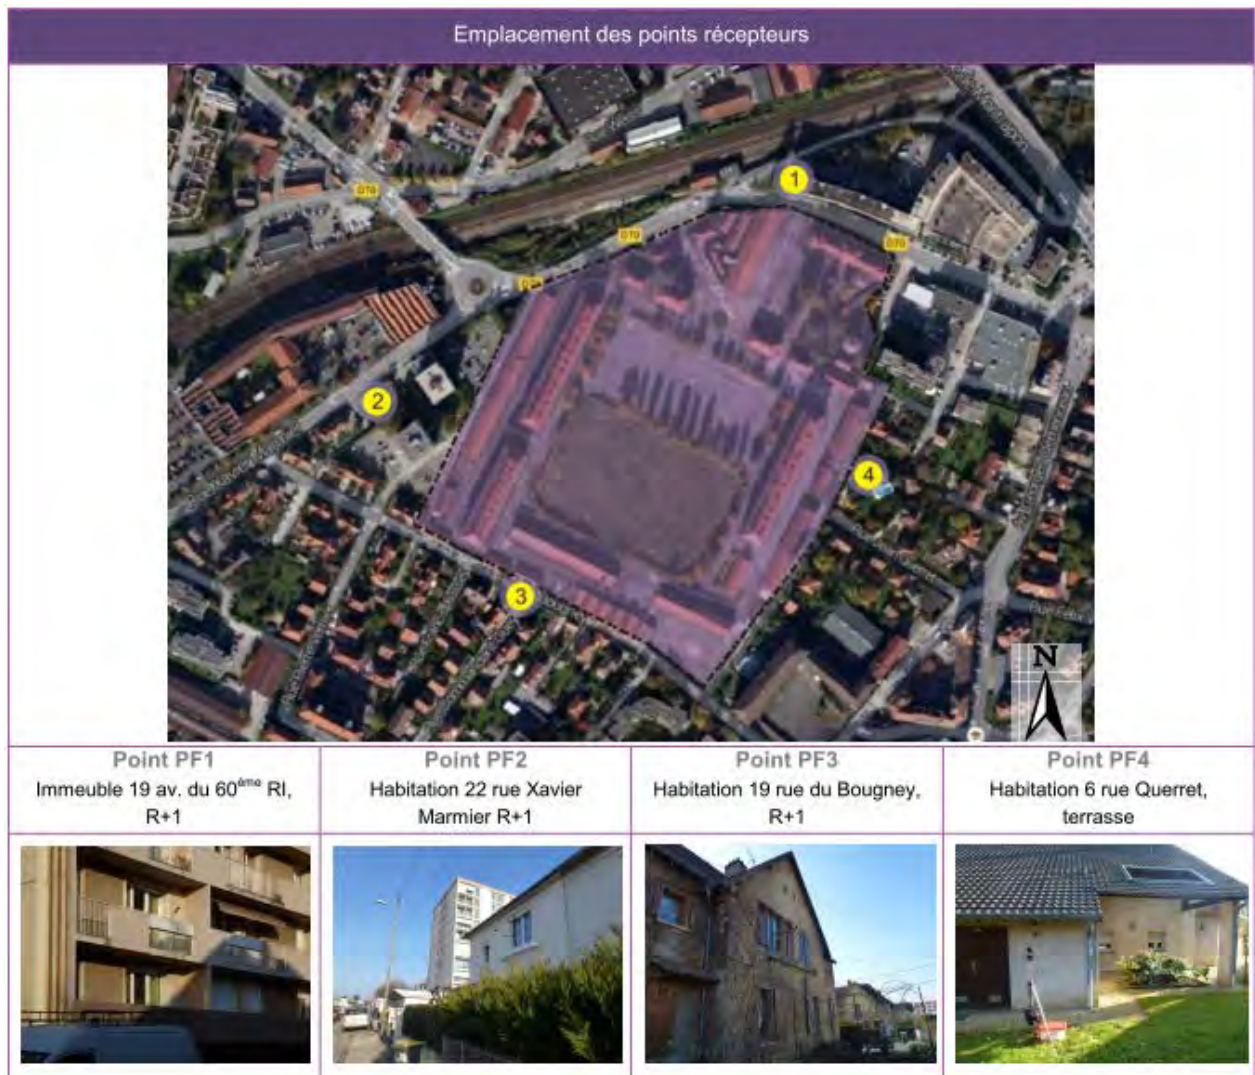 Emplacement des points récepteurs
1
D70
D70
D70
2
4
3
N
Point PF1
Immeuble 19 av. du 60ème RI,
R+1
Point PF2
Habitation 22 rue Xavier
Marmier R+1
Point PF3
Habitation 19 rue du Bougney,
R+1
Point PF4
Habitation 6 rue Querret,
terrasse